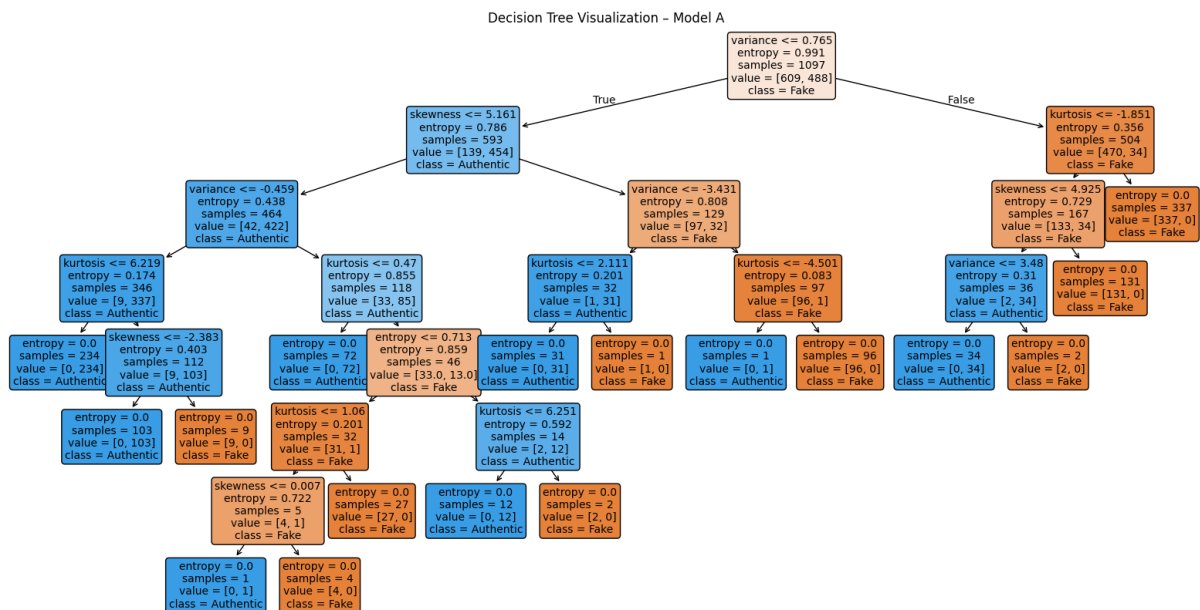 Decision Tree Visualization – Model A
variance <= 0.765
entropy = 0.991
samples = 1097
value = [609, 488]
class = Fake
True
False
skewness <= 5.161
entropy = 0.786
samples = 593
value = [139, 454]
class = Authentic
kurtosis <= -1.851
entropy = 0.356
samples = 504
value = [470, 34]
class = Fake
variance <= -0.459
entropy = 0.438
samples = 464
value = [42, 422]
class = Authentic
variance <= -3.431
entropy = 0.808
samples = 129
value = [97, 32]
class = Fake
skewness <= 4.925
entropy = 0.729
samples = 167
value = [133, 34]
class = Fake
entropy = 0.0
samples = 337
value = [337, 0]
class = Fake
kurtosis <= 6.219
entropy = 0.174
samples = 346
value = [9, 337]
class = Authentic
kurtosis <= 0.47
entropy = 0.855
samples = 118
value = [33, 85]
class = Authentic
kurtosis <= 2.111
entropy = 0.201
samples = 32
value = [1, 31]
class = Authentic
kurtosis <= -4.501
entropy = 0.083
samples = 97
value = [96, 1]
class = Fake
variance <= 3.48
entropy = 0.31
samples = 36
value = [2, 34]
class = Authentic
entropy = 0.0
samples = 131
value = [131, 0]
class = Fake
entropy = 0.0
samples = 234
value = [0, 234]
class = Authentic
skewness <= -2.383
entropy = 0.403
samples = 112
value = [9, 103]
class = Authentic
entropy = 0.0
samples = 72
value = [0, 72]
class = Authentic
entropy <= 0.713
entropy = 0.859
samples = 46
value = [33.0, 13.0]
class = Fake
entropy = 0.0
samples = 31
value = [0, 31]
class = Authentic
entropy = 0.0
samples = 1
value = [1, 0]
class = Fake
entropy = 0.0
samples = 1
value = [0, 1]
class = Authentic
entropy = 0.0
samples = 96
value = [96, 0]
class = Fake
entropy = 0.0
samples = 34
value = [0, 34]
class = Authentic
entropy = 0.0
samples = 2
value = [2, 0]
class = Fake
entropy = 0.0
samples = 103
value = [0, 103]
class = Authentic
entropy = 0.0
samples = 9
value = [9, 0]
class = Fake
kurtosis <= 1.06
entropy = 0.201
samples = 32
value = [31, 1]
class = Fake
kurtosis <= 6.251
entropy = 0.592
samples = 14
value = [2, 12]
class = Authentic
skewness <= 0.007
entropy = 0.722
samples = 5
value = [4, 1]
class = Fake
entropy = 0.0
samples = 27
value = [27, 0]
class = Fake
entropy = 0.0
samples = 12
value = [0, 12]
class = Authentic
entropy = 0.0
samples = 2
value = [2, 0]
class = Fake
entropy = 0.0
samples = 1
value = [0, 1]
class = Authentic
entropy = 0.0
samples = 4
value = [4, 0]
class = Fake